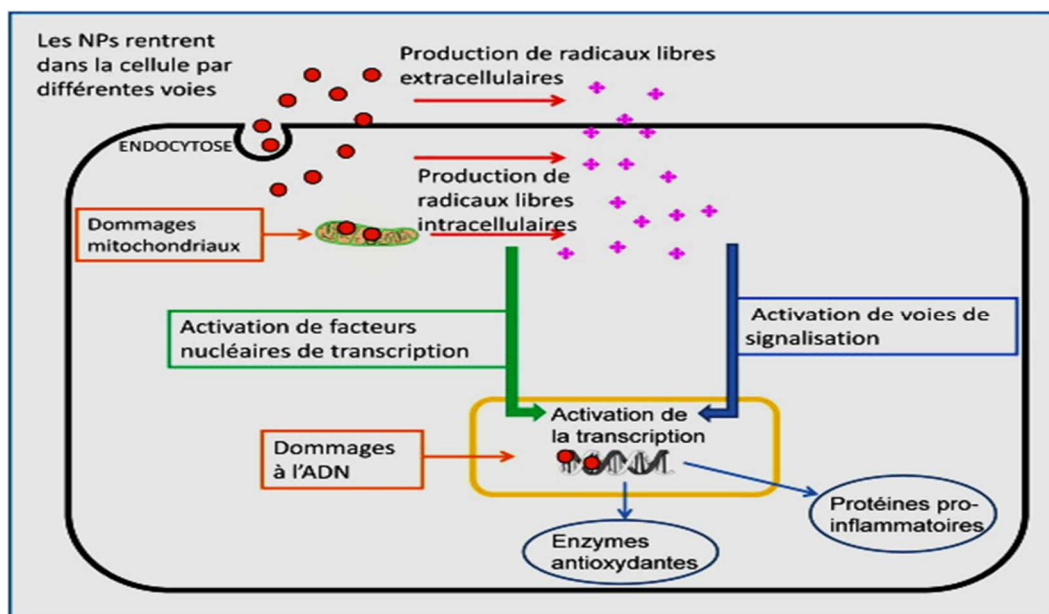 Les NPs rentrent
dans la cellule par
différentes voies
Production de radicaux libres
extracellulaires
ENDOCYTOSE
Production de
radicaux libres
intracellulaires
Dommages
mitochondriaux
Activation de facteurs
nucléaires de transcription
Activation de voies de
signalisation
Activation de
la transcription
Dommages
à l'ADN
Protéines pro-
inflammatoires
Enzymes
antioxydantes